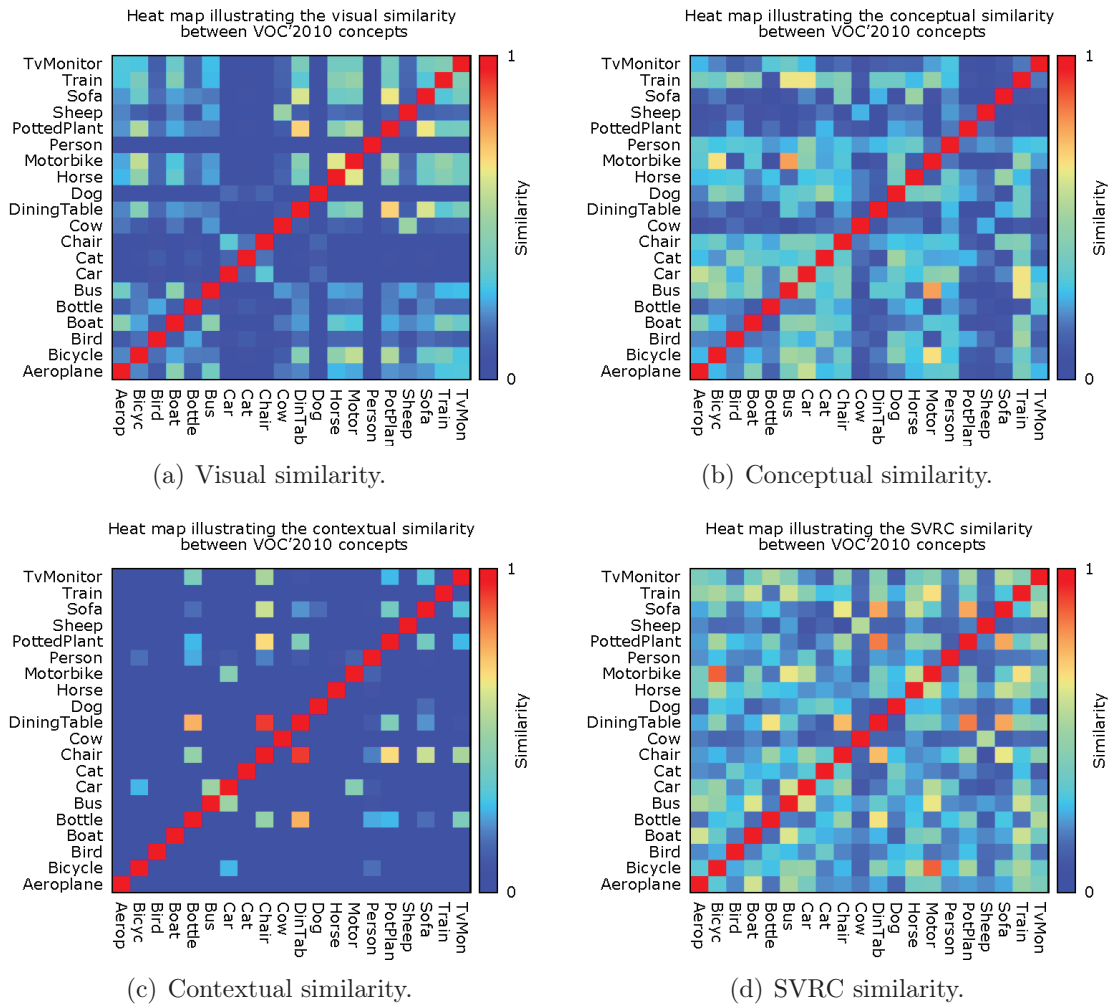 Heat map illustrating the visual similarity
between VOC'2010 concepts
TvMonitor
Train
Sofa
Sheep
PottedPlant
Person
Motorbike
Horse
Dog
DiningTable
Cow
Chair
Cat
Car
Bus
Bottle
Boat
Bird
Bicycle
Aeroplane
Aerop
Bicyc
Bird
Boat
Bottle
Bus
Car
Cat
Chair
Cow
DinTab
Dog
Horse
Motor
Person
PotPlan
Sheep
Sofa
Train
TvMon
1
0
Similarity
(a) Visual similarity.
Heat map illustrating the conceptual similarity
between VOC'2010 concepts
TvMonitor
Train
Sofa
Sheep
PottedPlant
Person
Motorbike
Horse
Dog
DiningTable
Cow
Chair
Cat
Car
Bus
Bottle
Boat
Bird
Bicycle
Aeroplane
Aerop
Bicyc
Bird
Boat
Bottle
Bus
Car
Cat
Chair
Cow
DinTab
Dog
Horse
Motor
Person
PotPlan
Sheep
Sofa
Train
TvMon
1
0
Similarity
(b) Conceptual similarity.
Heat map illustrating the contextual similarity
between VOC'2010 concepts
TvMonitor
Train
Sofa
Sheep
PottedPlant
Person
Motorbike
Horse
Dog
DiningTable
Cow
Chair
Cat
Car
Bus
Bottle
Boat
Bird
Bicycle
Aeroplane
Aerop
Bicyc
Bird
Boat
Bottle
Bus
Car
Cat
Chair
Cow
DinTab
Dog
Horse
Motor
Person
PotPlan
Sheep
Sofa
Train
TvMon
1
0
Similarity
(c) Contextual similarity.
Heat map illustrating the SVRC similarity
between VOC'2010 concepts
TvMonitor
Train
Sofa
Sheep
PottedPlant
Person
Motorbike
Horse
Dog
DiningTable
Cow
Chair
Cat
Car
Bus
Bottle
Boat
Bird
Bicycle
Aeroplane
Aerop
Bicyc
Bird
Boat
Bottle
Bus
Car
Cat
Chair
Cow
DinTab
Dog
Horse
Motor
Person
PotPlan
Sheep
Sofa
Train
TvMon
1
0
Similarity
(d) SVRC similarity.